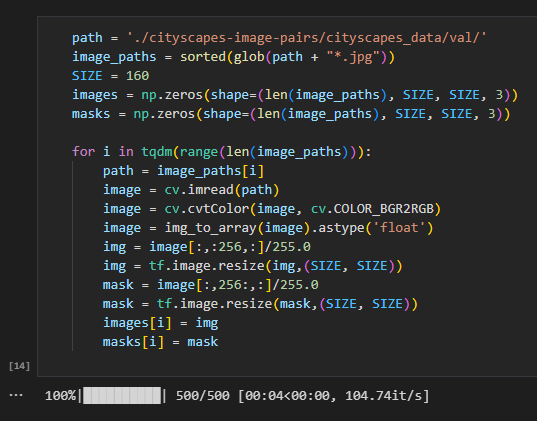 path = './cityscapes-image-pairs/cityscapes_data/val/'
image_paths = sorted(glob(path + "*.jpg"))
SIZE = 160
images = np.zeros(shape=(len(image_paths), SIZE, SIZE, 3))
masks = np.zeros(shape=(len(image_paths), SIZE, SIZE, 3))

for i in tqdm(range(len(image_paths))):
    path = image_paths[i]
    image = cv.imread(path)
    image = cv.cvtColor(image, cv.COLOR_BGR2RGB)
    image = img_to_array(image).astype('float')
    img = image[:,:256,:]/255.0
    img = tf.image.resize(img,(SIZE, SIZE))
    mask = image[:,256:,:]/255.0
    mask = tf.image.resize(mask,(SIZE, SIZE))
    images[i] = img
    masks[i] = mask
[14]
··· 100%|██████████| 500/500 [00:04<00:00, 104.74it/s]